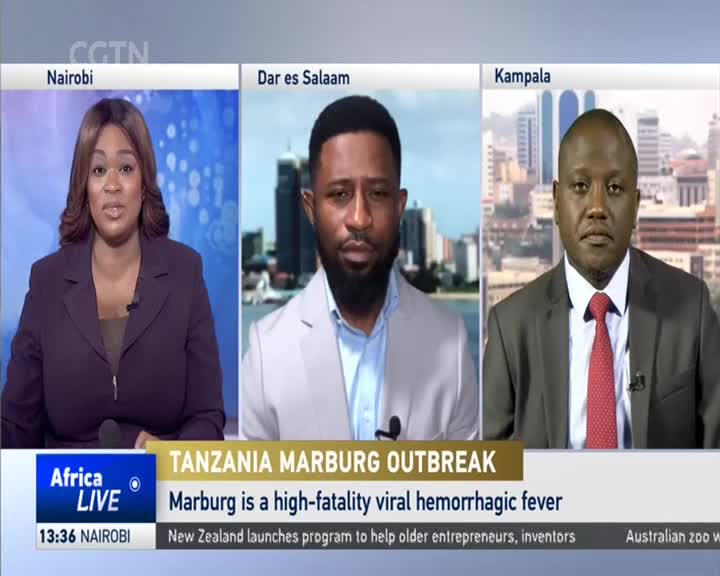 CGTN
Nairobi
Dar es Salaam
Kampala
TANZANIA MARBURG OUTBREAK
Africa
LIVE
Marburg is a high-fatality viral hemorrhagic fever
13:36 NAIROBI
New Zealand launches program to help older entrepreneurs, inventors
Australian zoo w